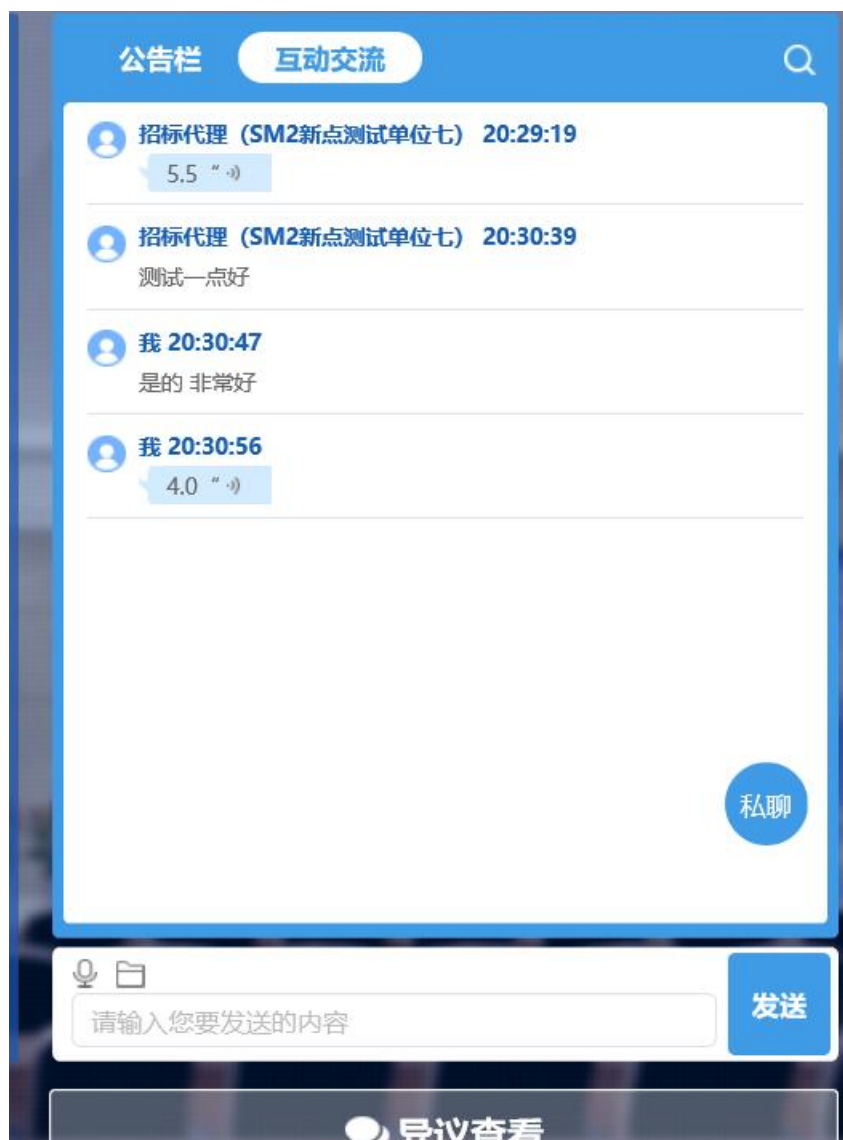 公告栏 互动交流
招标代理（SM2新点测试单位七） 20:29:19
5.5 "
招标代理（SM2新点测试单位七） 20:30:39
测试一点好
我 20:30:47
是的 非常好
我 20:30:56
4.0 "
私聊
请输入您要发送的内容
发送
异议查看